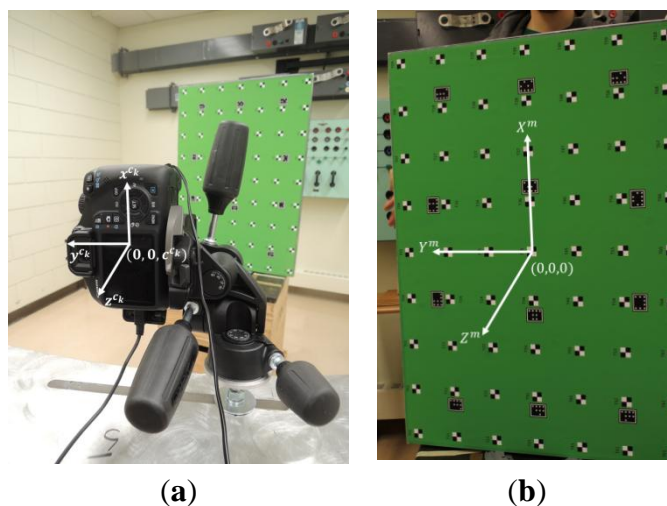 x^{c_k}
y^{c_k}
(0, 0, c^{c_k})
z^{c_k}
X^m
Y^m
(0,0,0)
Z^m
(a)
(b)